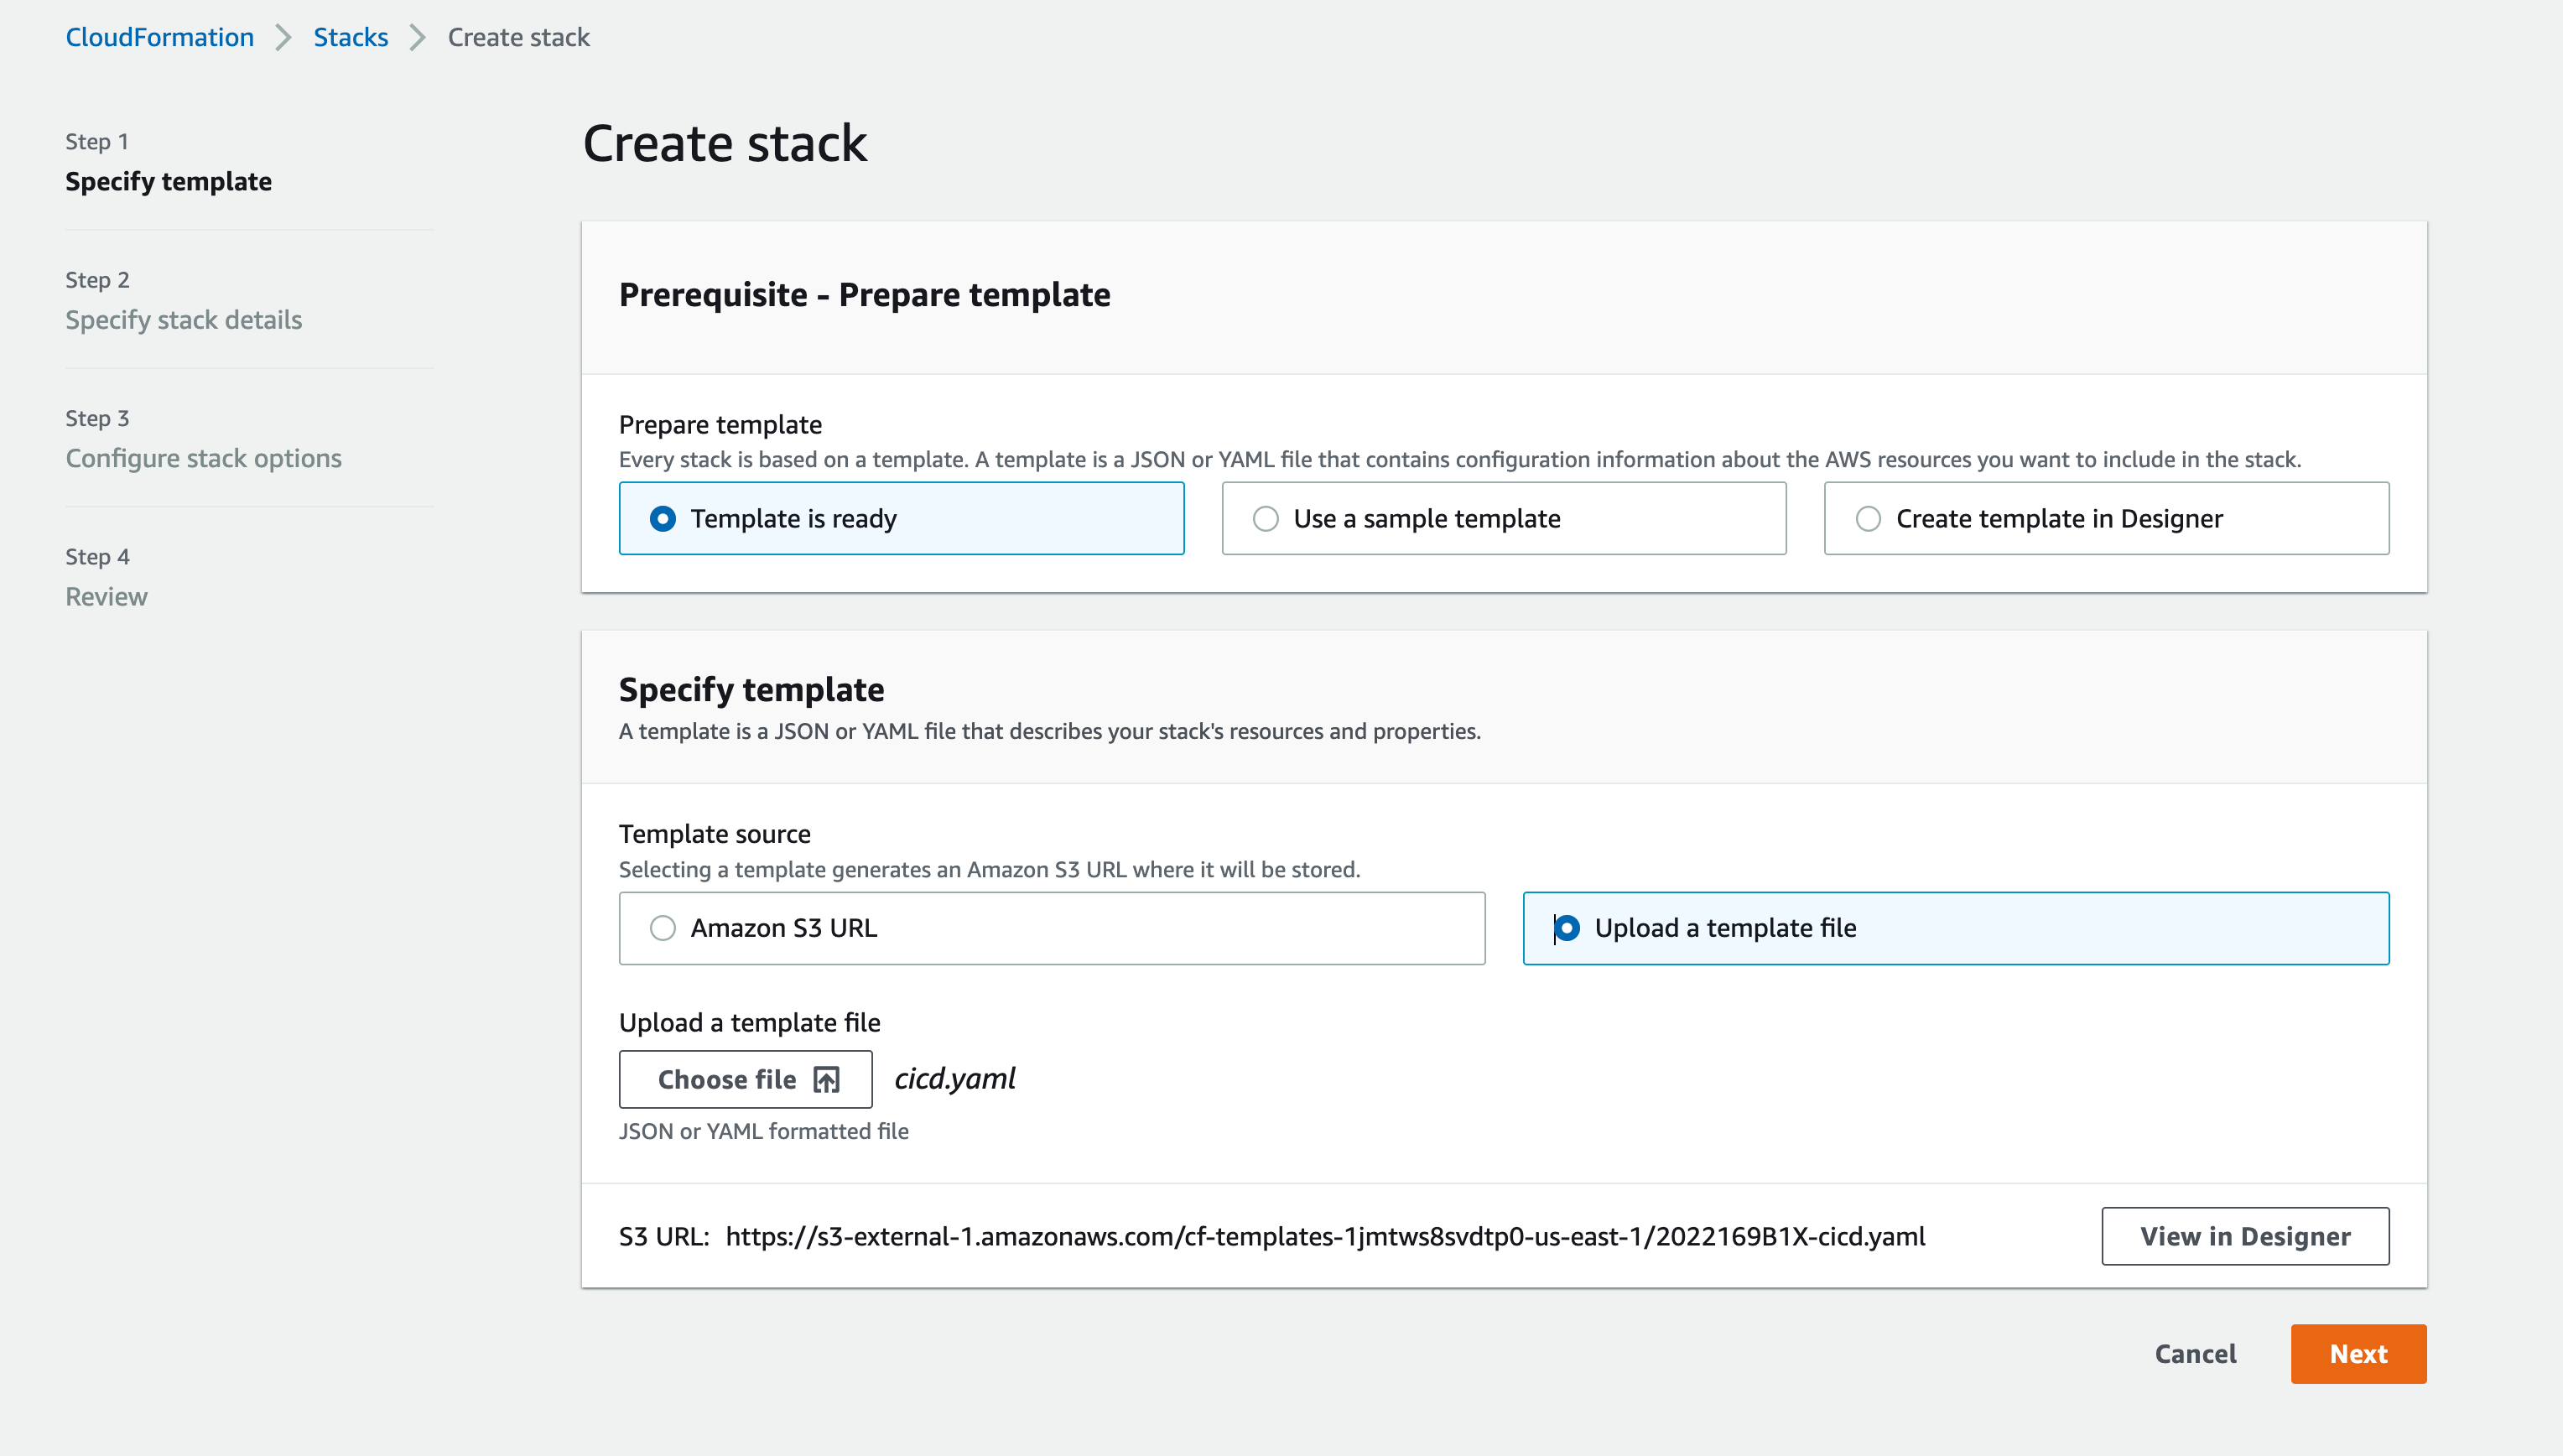 CloudFormation Stacks Create stack
Step 1
Specify template
Step 2
Specify stack details
Step 3
Configure stack options
Step 4
Review
Create stack
Prerequisite - Prepare template
Prepare template
Every stack is based on a template. A template is a JSON or YAML file that contains configuration information about the AWS resources you want to include in the stack.
Template is ready
Use a sample template
Create template in Designer
Specify template
A template is a JSON or YAML file that describes your stack's resources and properties.
Template source
Selecting a template generates an Amazon S3 URL where it will be stored.
Amazon S3 URL
Upload a template file
Upload a template file
Choose file cicd.yaml
JSON or YAML formatted file
S3 URL: https://s3-external-1.amazonaws.com/cf-templates-1jmtws8svdtp0-us-east-1/2022169B1X-cicd.yaml
View in Designer
Cancel
Next